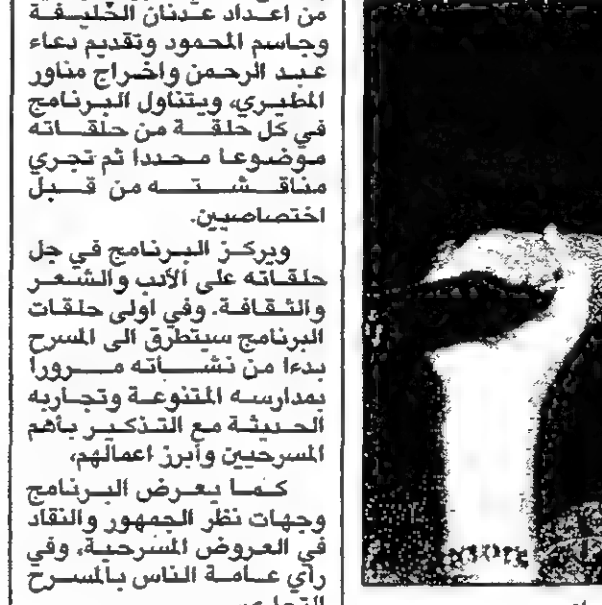 من اعداد عدنان الخليفة
وجاسم المحمود وتقديم دعاء
عبد الرحمن واخراج مناور
المطيري، ويتناول البرنامج
في كل حلقة من حلقاته
موضوعا محددا ثم تجري
مناقشته من قبل
اختصاصيين.
ويركز البرنامج في جل
حلقاته على الأدب والشعر
والثقافة. وفي اولى حلقات
البرنامج سيتطرق الى المسرح
بدءا من نشأته مرورا
بمدارسه المتنوعة وتجاربه
الحديثة مع التذكير بأهم
المسرحيين وأبرز اعمالهم،
كما يعرض البرنامج
وجهات نظر الجمهور والنقاد
في العروض المسرحية، وفي
راي عامة الناس بالمسرح